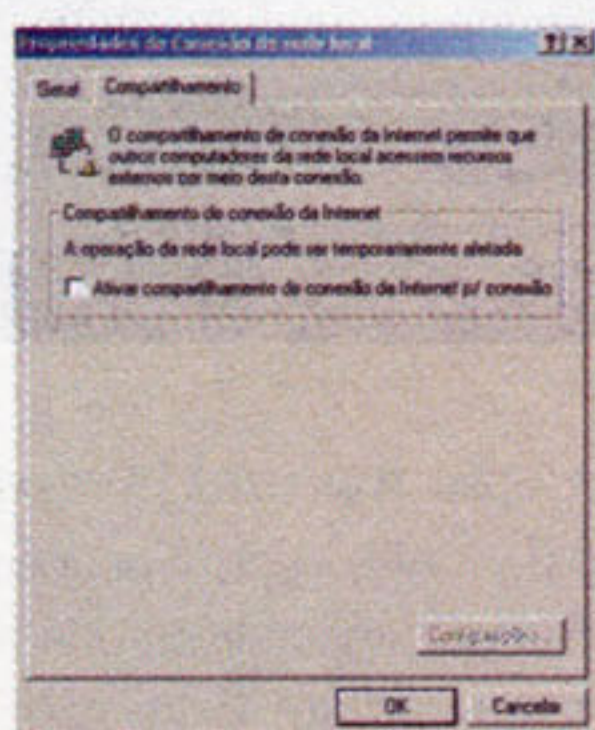 Propriedades de Conexão de rede local
Geral
Compartilhamento
O compartilhamento de conexão da Internet permite que
outros computadores da rede local acessem recursos
externos por meio desta conexão.
Compartilhamento de conexão da Internet
A operação da rede local pode ser temporariamente afetada
Ativar compartilhamento de conexão da Internet p/ conexão
Configurações...
OK
Cancela